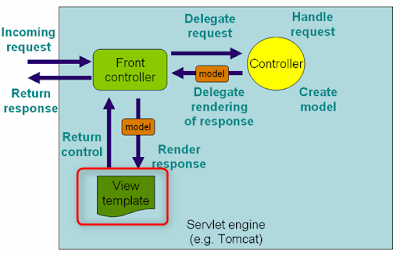 Incoming
request
Return
response
Front
controller
Delegate
request
Handle
request
model
Controller
Delegate
rendering
of response
Create
model
Return
control
model
Render
response
View
template
Servlet engine
(e.g. Tomcat)